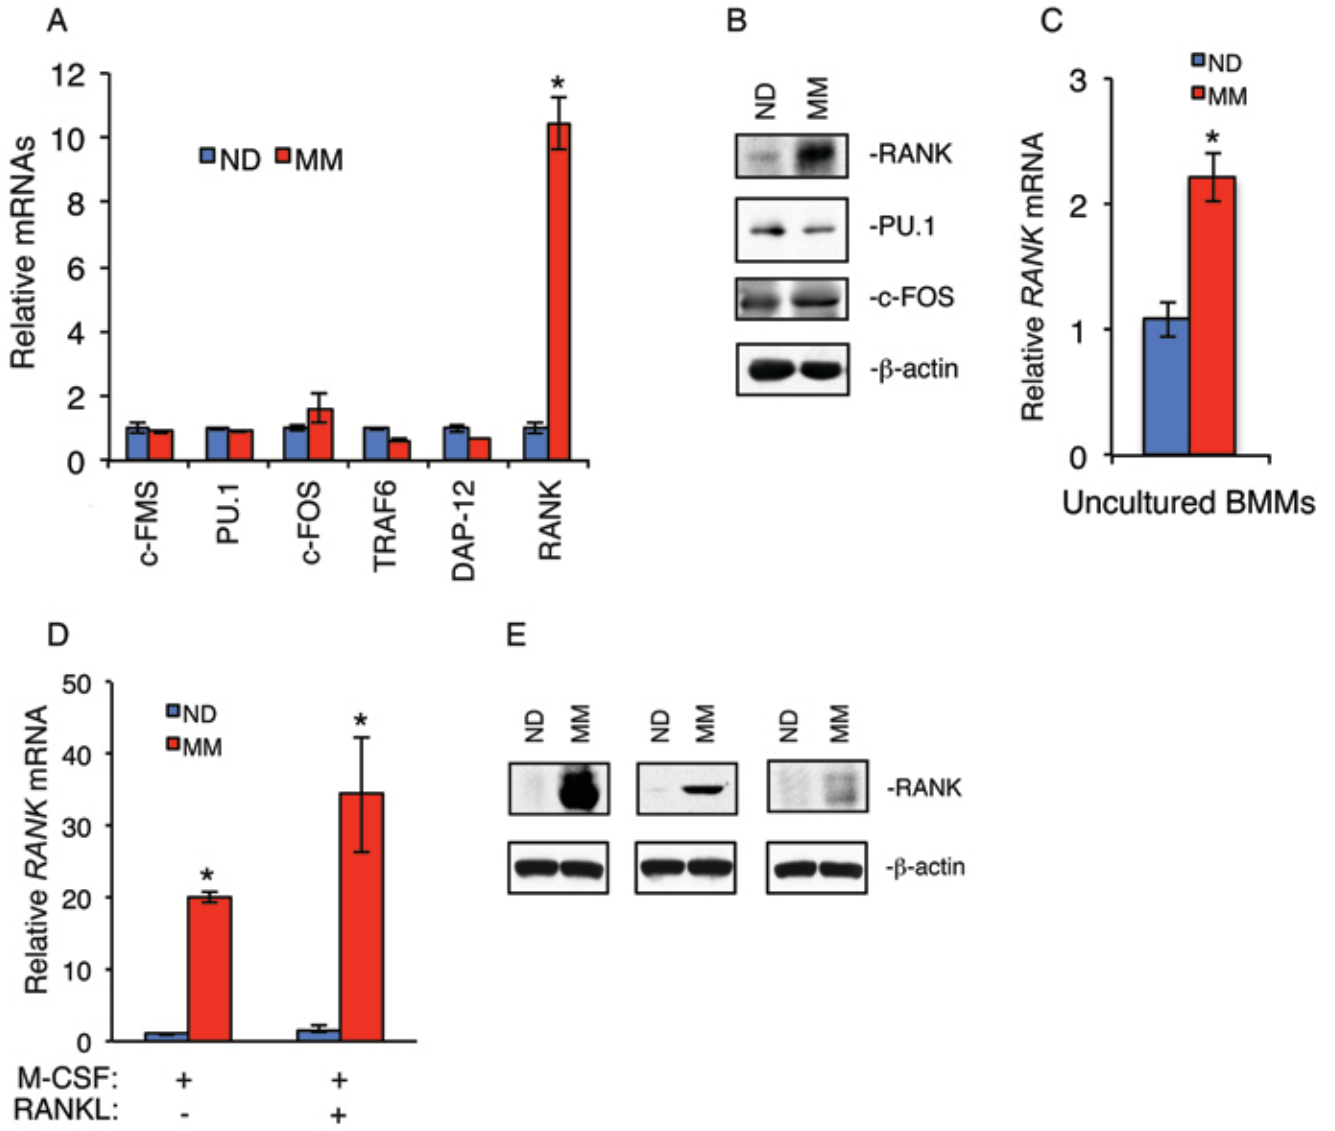 A
Relative mRNAs
12
10
8
6
4
2
0
ND MM
*
c-FMS
PU.1
c-FOS
TRAF6
DAP-12
RANK
B
ND MM
-RANK
-PU.1
-c-FOS
-β-actin
C
ND
MM
Relative RANK mRNA
3
2
1
0
*
Uncultured BMMs
D
Relative RANK mRNA
50
40
30
20
10
0
ND
MM
*
*
M-CSF: + +
RANKL: - +
E
ND MM ND MM ND MM
-RANK
-β-actin